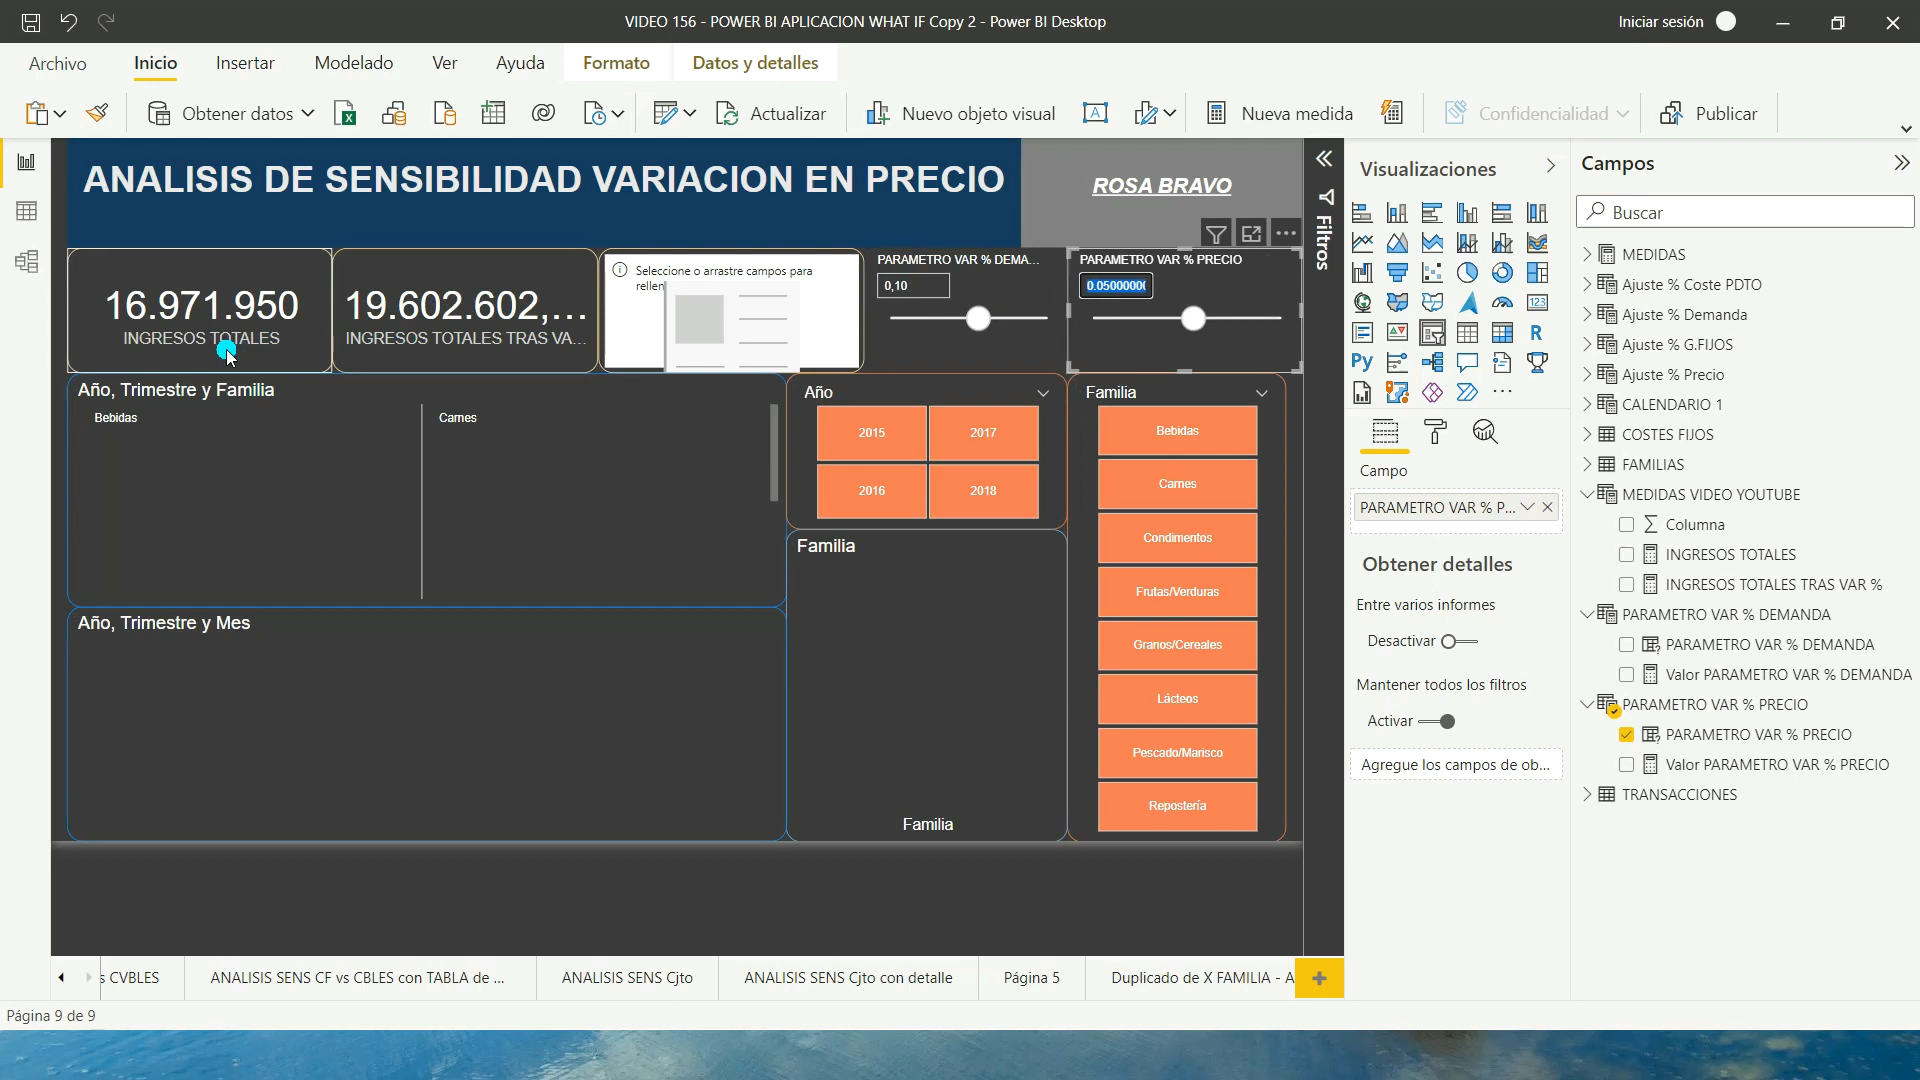 VIDEO 156 - POWER BI APLICACION WHAT IF Copy 2 - Power BI Desktop
Iniciar sesión
Archivo
Inicio
Insertar
Modelado
Ver
Ayuda
Formato
Datos y detalles
Obtener datos
Actualizar
Nuevo objeto visual
Nueva medida
Confidencialidad
Publicar
ANALISIS DE SENSIBILIDAD VARIACION EN PRECIO
ROSA BRAVO
16.971.950
INGRESOS TOTALES
19.602.602,...
INGRESOS TOTALES TRAS VA...
Seleccione o arrastre campos para
rellen
PARAMETRO VAR % DEMA...
0,10
PARAMETRO VAR % PRECIO
0.0500000
Año, Trimestre y Familia
Bebidas
Carnes
Año
2015
2017
2016
2018
Familia
Bebidas
Carnes
Condimentos
Frutas/Verduras
Granos/Cereales
Lácteos
Pescado/Marisco
Repostería
Familia
Familia
Año, Trimestre y Mes
Filtros
Visualizaciones
Campo
PARAMETRO VAR % P...
Obtener detalles
Entre varios informes
Desactivar
Mantener todos los filtros
Activar
Agregue los campos de ob...
Campos
Buscar
MEDIDAS
Ajuste % Coste PDTO
Ajuste % Demanda
Ajuste % G.FIJOS
Ajuste % Precio
CALENDARIO 1
COSTES FIJOS
FAMILIAS
MEDIDAS VIDEO YOUTUBE
Columna
INGRESOS TOTALES
INGRESOS TOTALES TRAS VAR %
PARAMETRO VAR % DEMANDA
PARAMETRO VAR % DEMANDA
Valor PARAMETRO VAR % DEMANDA
PARAMETRO VAR % PRECIO
PARAMETRO VAR % PRECIO
Valor PARAMETRO VAR % PRECIO
TRANSACCIONES
s CVBLES
ANALISIS SENS CF vs CBLES con TABLA de ...
ANALISIS SENS Cjto
ANALISIS SENS Cjto con detalle
Página 5
Duplicado de X FAMILIA - A
Página 9 de 9